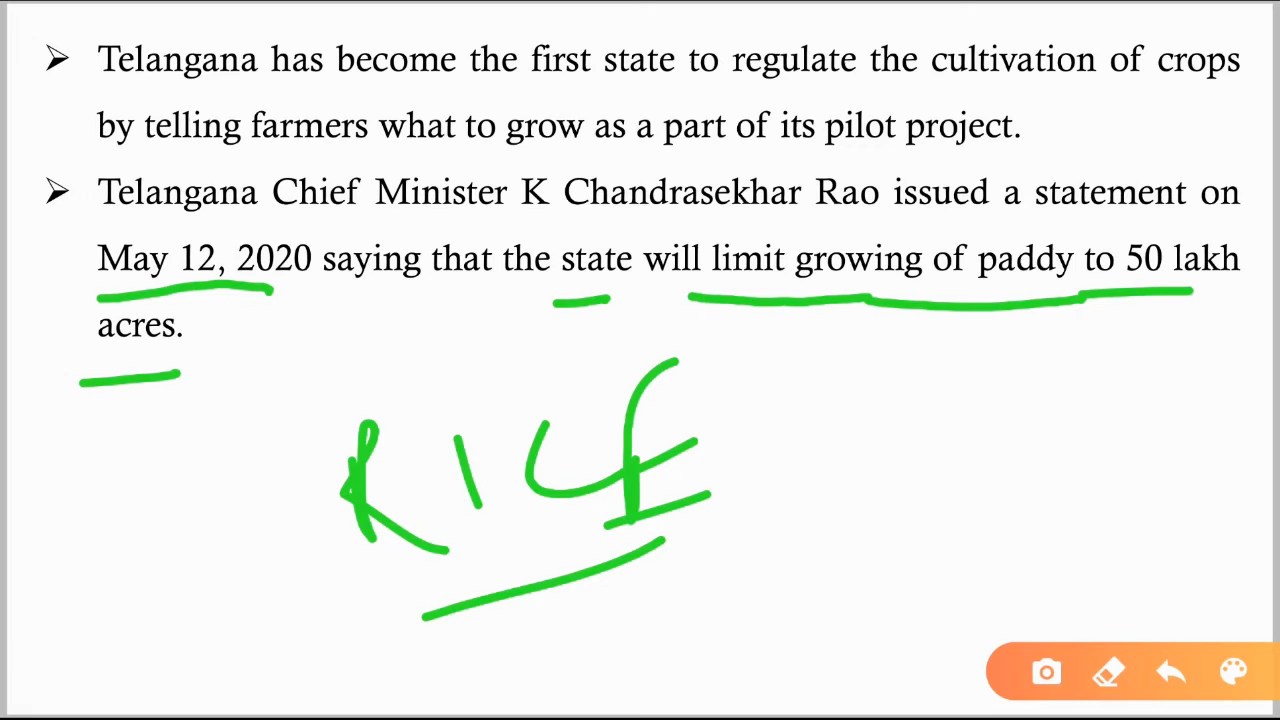 ➤ Telangana has become the first state to regulate the cultivation of crops
by telling farmers what to grow as a part of its pilot project.
➤ Telangana Chief Minister K Chandrasekhar Rao issued a statement on
May 12, 2020 saying that the state will limit growing of paddy to 50 lakh
acres.
RICE